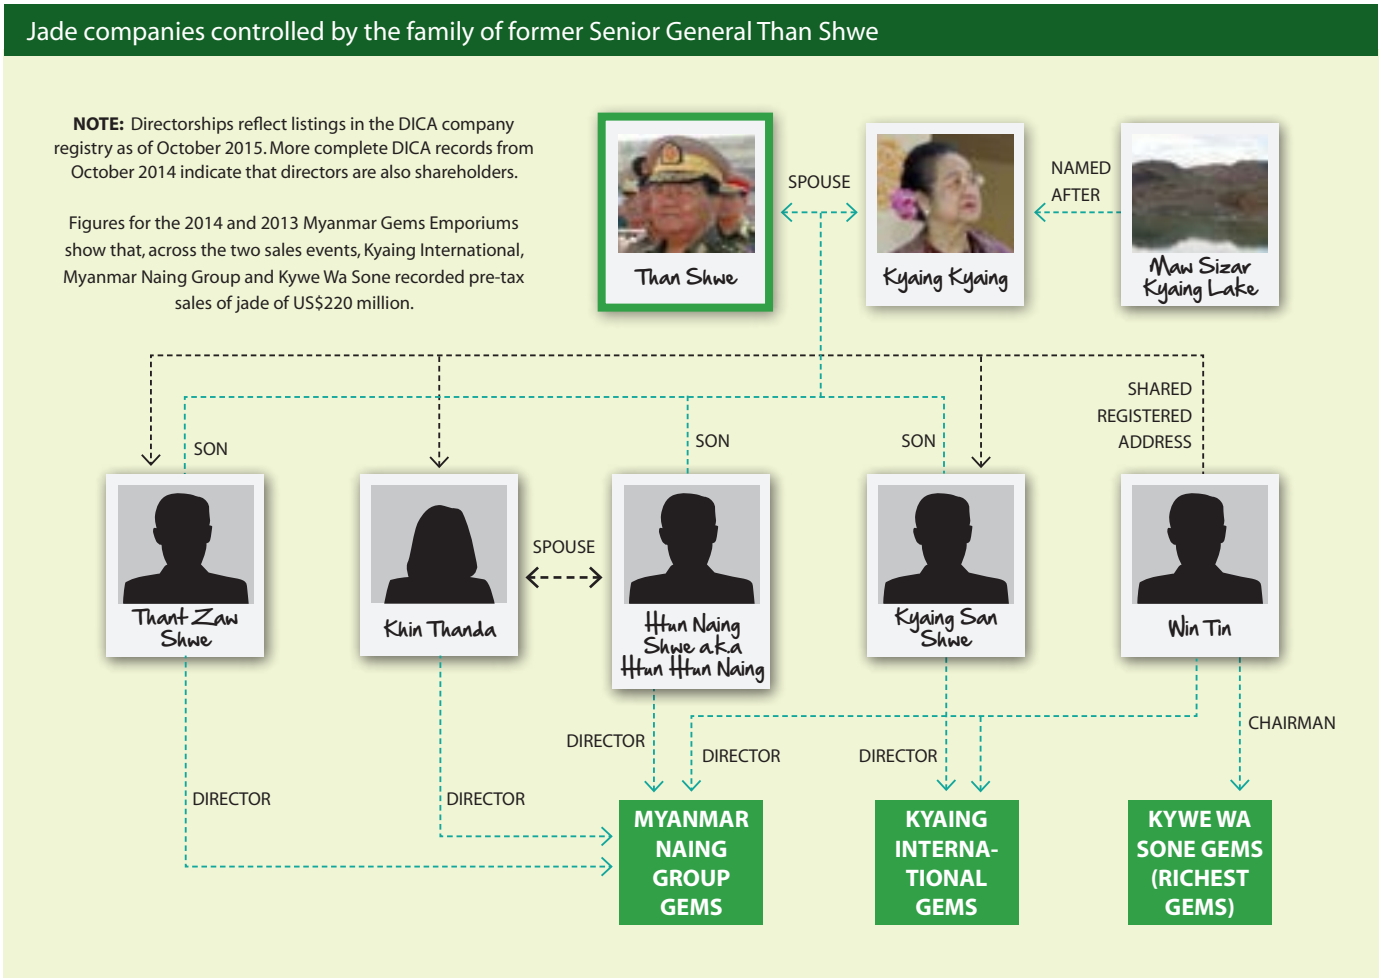 Jade companies controlled by the family of former Senior General Than Shwe
NOTE: Directorships reflect listings in the DICA company
registry as of October 2015. More complete DICA records from
October 2014 indicate that directors are also shareholders.
Figures for the 2014 and 2013 Myanmar Gems Emporiums
show that, across the two sales events, Kyaing International,
Myanmar Naing Group and Kywe Wa Sone recorded pre-tax
sales of jade of US$220 million.
Than Shwe
SPOUSE
Kyaing Kyaing
NAMED
AFTER
Maw Sizar
Kyaing Lake
SON
SON
SON
SHARED
REGISTERED
ADDRESS
Thant Zaw
Shwe
Khin Thanda
SPOUSE
Htun Naing
Shwe a.k.a
Htun Htun Naing
Kyaing San
Shwe
Win Tin
DIRECTOR
DIRECTOR
DIRECTOR
DIRECTOR
DIRECTOR
CHAIRMAN
MYANMAR
NAING
GROUP
GEMS
KYAING
INTERNA-
TIONAL
GEMS
KYWE WA
SONE GEMS
(RICHEST
GEMS)